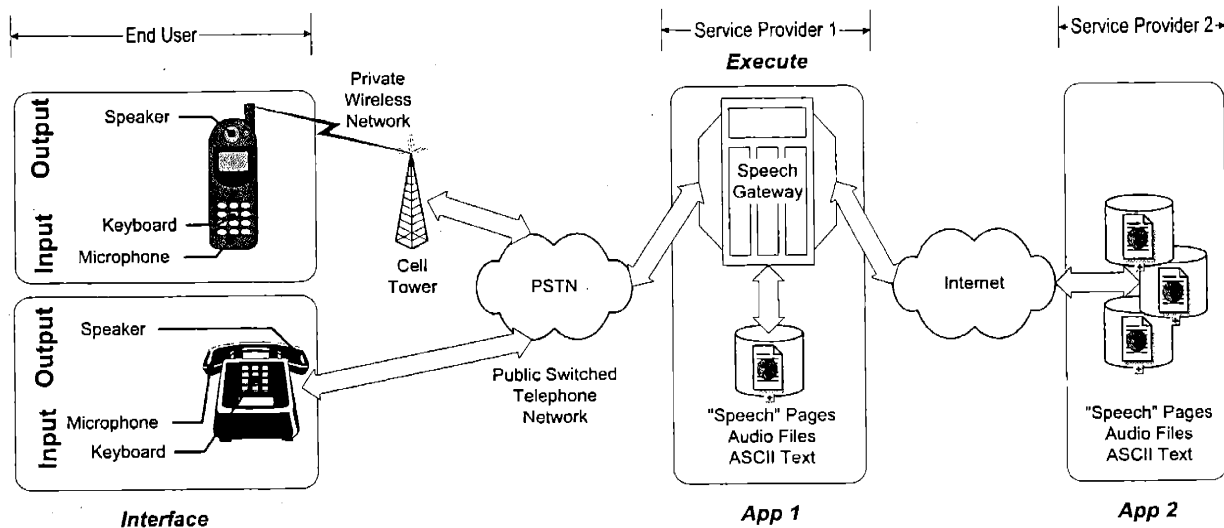 End User
Service Provider 1
Service Provider 2
Execute
Private
Wireless
Network
Output
Input
Speaker
Keyboard
Microphone
Cell
Tower
PSTN
Public Switched
Telephone
Network
Output
Input
Speaker
Microphone
Keyboard
Interface
Speech
Gateway
"Speech" Pages
Audio Files
ASCII Text
App 1
Internet
"Speech" Pages
Audio Files
ASCII Text
App 2